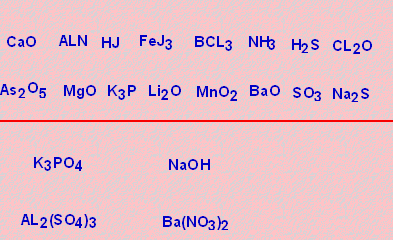 CaO ALN HJ FeJ3 BCL3 NH3 H2S CL2O
As2O5 MgO K3P Li2O MnO2 BaO SO3 Na2S
K3PO4 NaOH
AL2(SO4)3 Ba(NO3)2